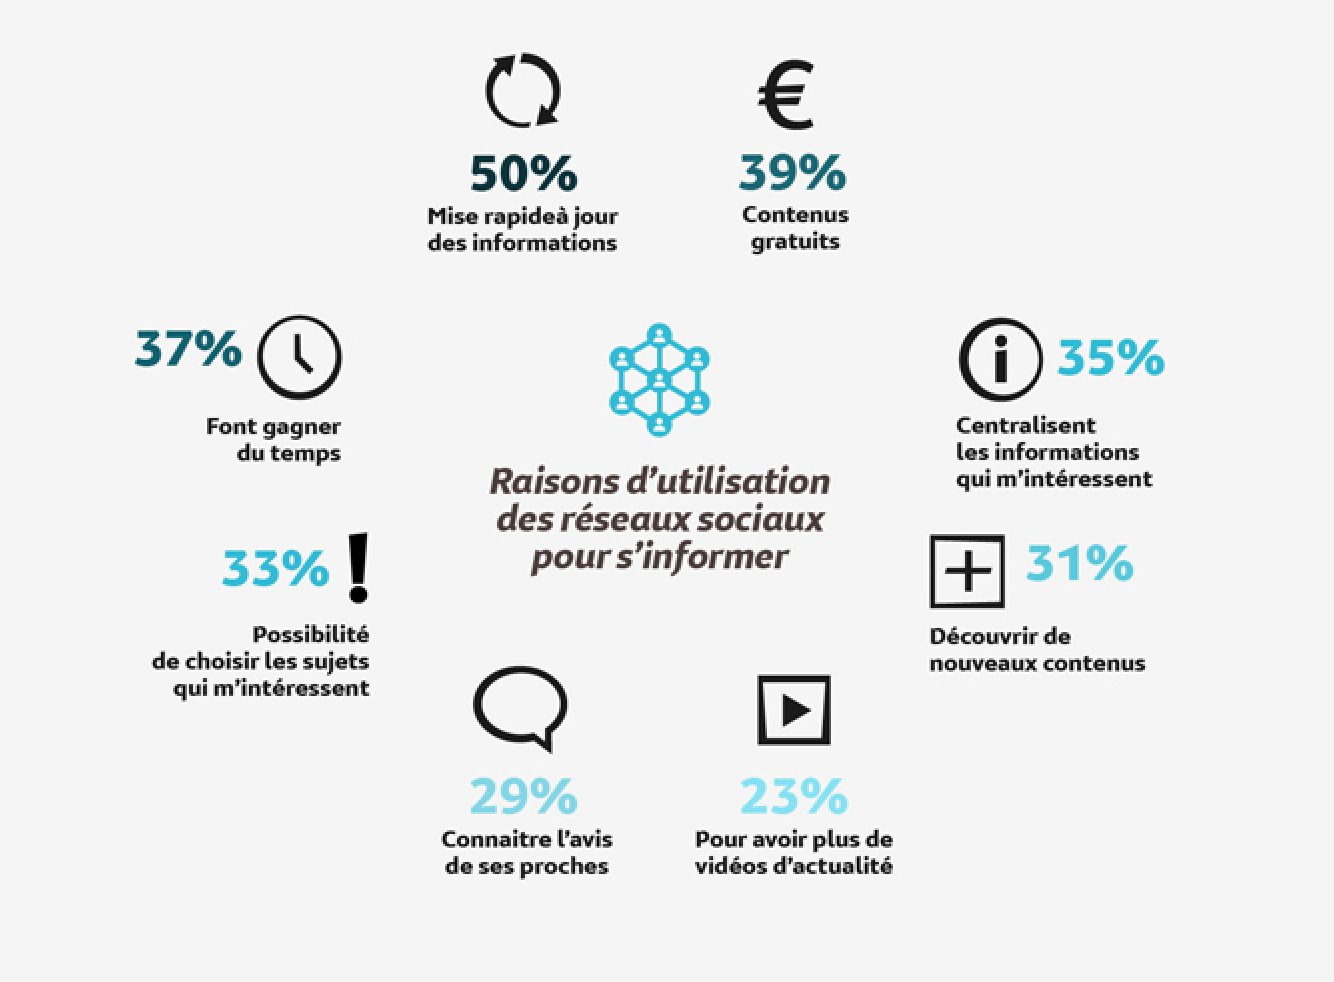 50%
Mise rapideà jour
des informations
39%
Contenus
gratuits
37%
Font gagner
du temps
35%
Centralisent
les informations
qui m'intéressent
Raisons d'utilisation
des réseaux sociaux
pour s'informer
33%
Possibilité
de choisir les sujets
qui m'intéressent
31%
Découvrir de
nouveaux contenus
29%
Connaitre l'avis
de ses proches
23%
Pour avoir plus de
vidéos d'actualité